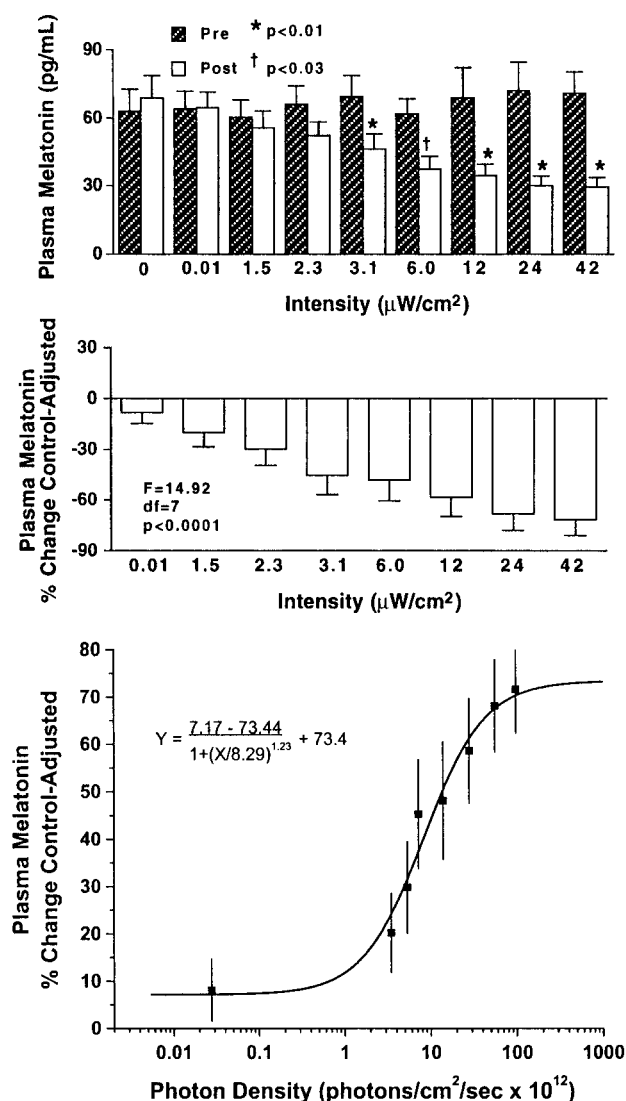 Pre * p<0.01
Post † p<0.03
Plasma Melatonin (pg/mL)
90
60
30
0
* † * * *
0 0.01 1.5 2.3 3.1 6.0 12 24 42
Intensity (µW/cm²)
Plasma Melatonin
% Change Control-Adjusted
30
0
-30
-60
-90
F=14.92
df=7
p<0.0001
0.01 1.5 2.3 3.1 6.0 12 24 42
Intensity (µW/cm²)
Plasma Melatonin
% Change Control-Adjusted
80
70
60
50
40
30
20
10
0
Y = 7.17 - 73.44 + 73.4
1+(X/8.29)^1.23
0.01 0.1 1 10 100 1000
Photon Density (photons/cm²/sec x 10¹²)